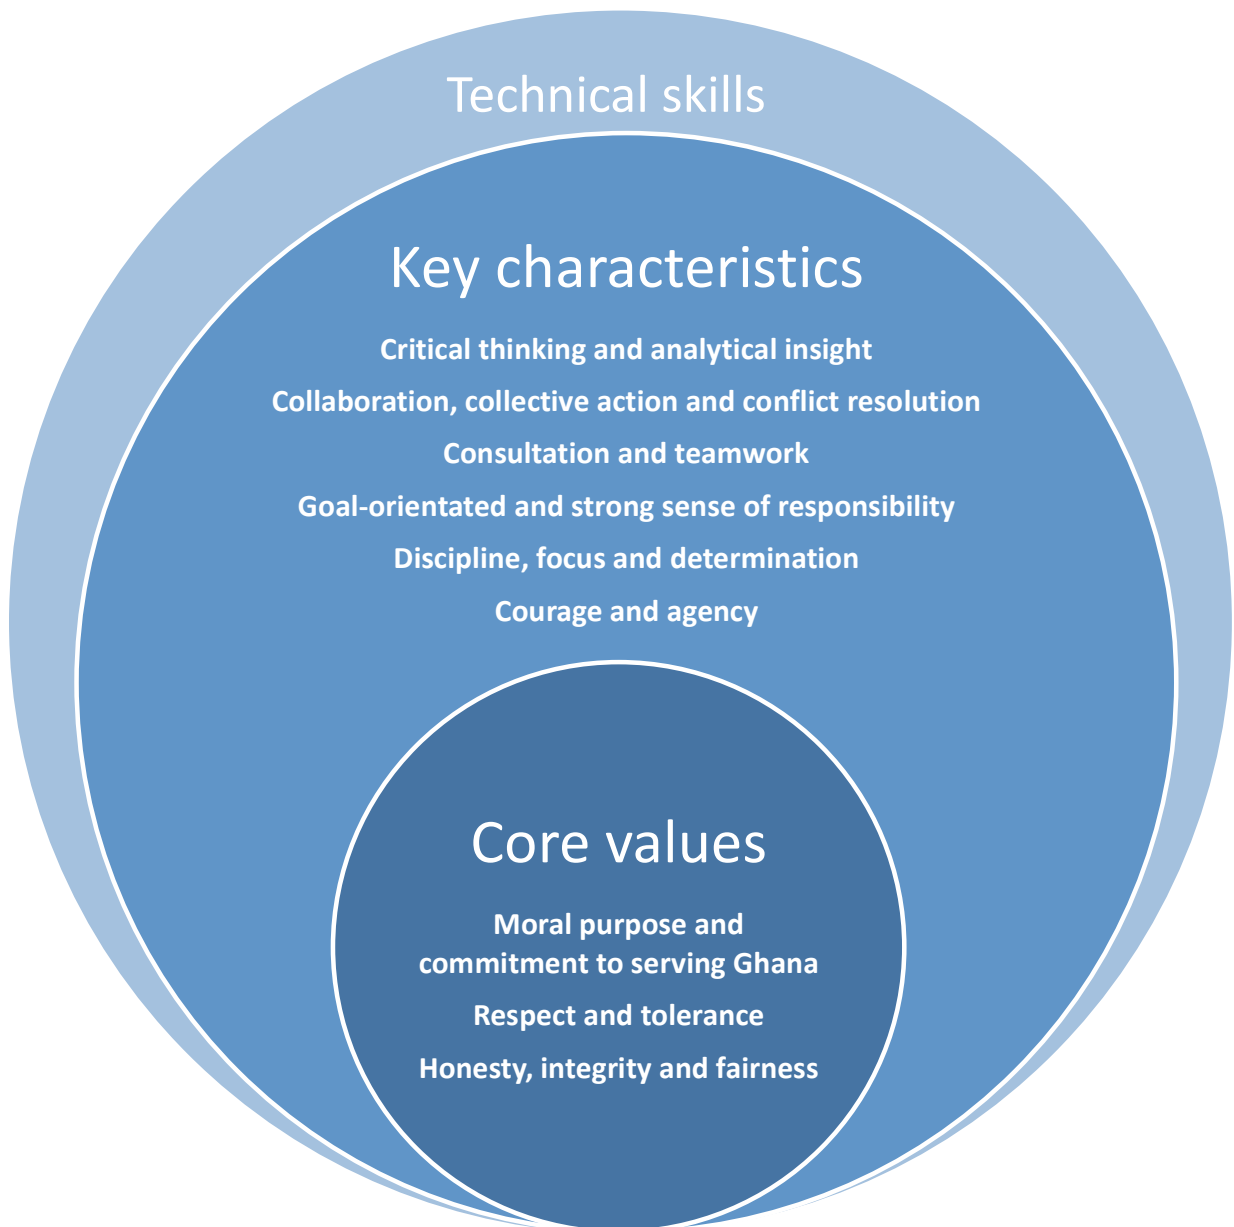 Technical skills
Key characteristics
Critical thinking and analytical insight
Collaboration, collective action and conflict resolution
Consultation and teamwork
Goal-orientated and strong sense of responsibility
Discipline, focus and determination
Courage and agency
Core values
Moral purpose and
commitment to serving Ghana
Respect and tolerance
Honesty, integrity and fairness